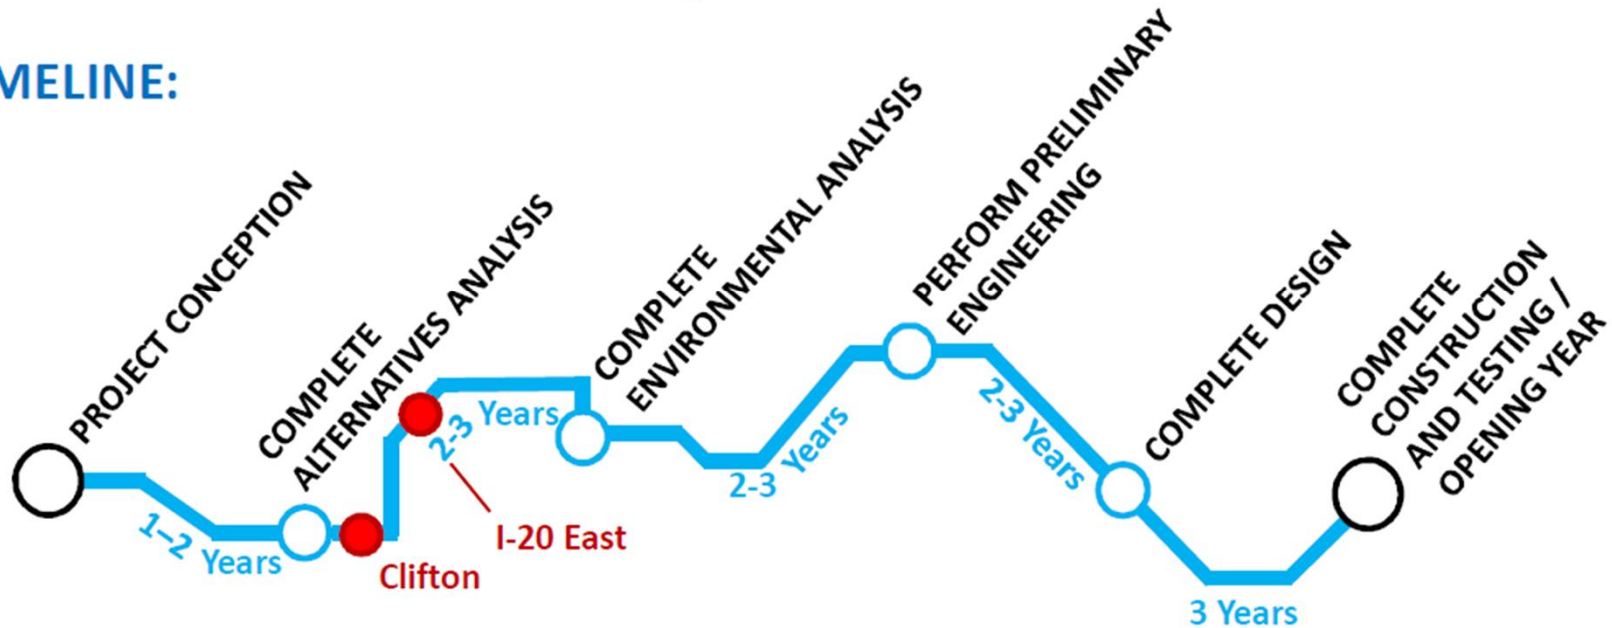 MELINE:
PROJECT CONCEPTION
1–2 Years
COMPLETE
ALTERNATIVES ANALYSIS
Clifton
2-3 Years
I-20 East
COMPLETE
ENVIRONMENTAL ANALYSIS
2-3 Years
PERFORM PRELIMINARY
ENGINEERING
2-3 Years
COMPLETE DESIGN
3 Years
COMPLETE
CONSTRUCTION
AND TESTING /
OPENING YEAR